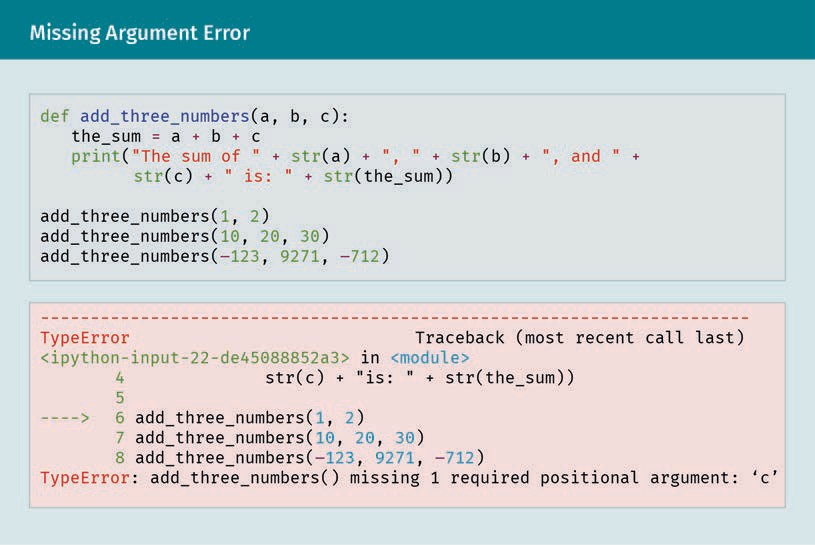 Missing Argument Error
def add_three_numbers(a, b, c):
the_sum = a + b + c
print("The sum of " + str(a) + ", " + str(b) + ", and " +
str(c) + " is: " + str(the_sum))
add_three_numbers(1, 2)
add_three_numbers(10, 20, 30)
add_three_numbers(–123, 9271, –712)
---------------------------------------------------------------------------
TypeError Traceback (most recent call last)
<ipython-input-22-de45088852a3> in <module>
4 str(c) + "is: " + str(the_sum))
5
----> 6 add_three_numbers(1, 2)
7 add_three_numbers(10, 20, 30)
8 add_three_numbers(–123, 9271, –712)
TypeError: add_three_numbers() missing 1 required positional argument: ‘c’